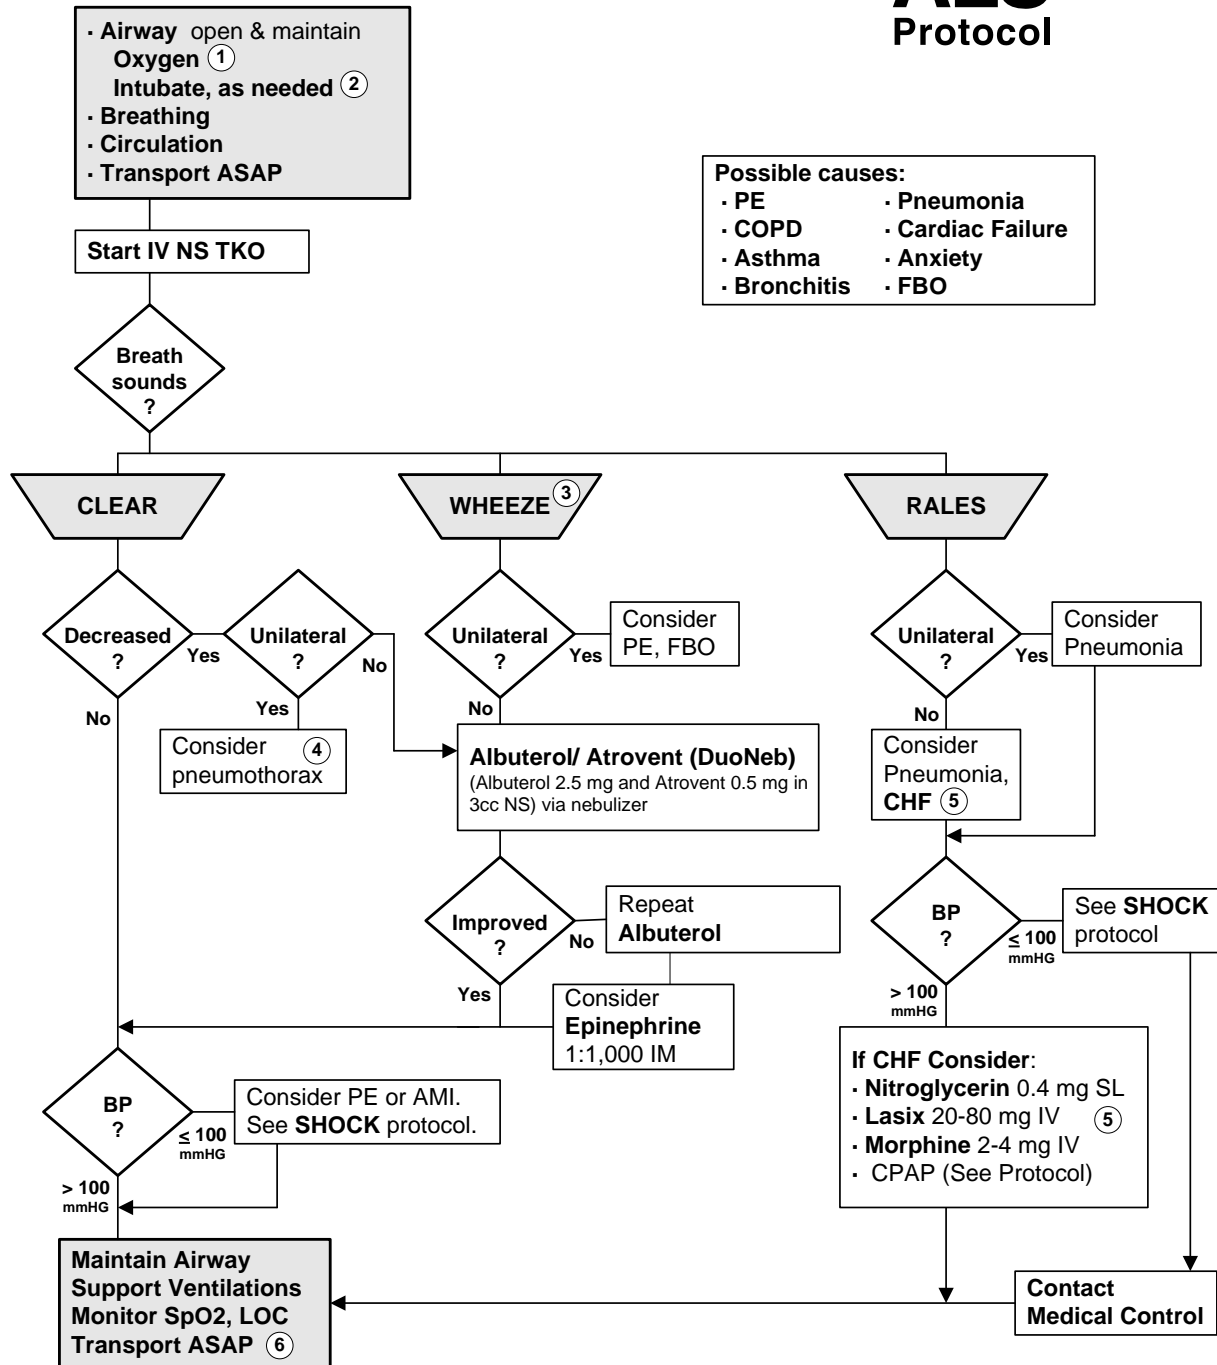 ALS
Protocol
· Airway open & maintain
Oxygen 1
Intubate, as needed 2
· Breathing
· Circulation
· Transport ASAP
Possible causes:
· PE · Pneumonia
· COPD · Cardiac Failure
· Asthma · Anxiety
· Bronchitis · FBO
Start IV NS TKO
Breath
sounds
?
CLEAR
WHEEZE 3
RALES
Decreased
?
Yes
No
Unilateral
?
No
Yes
Consider 4
pneumothorax
Unilateral
?
Yes
No
Consider
PE, FBO
Albuterol/ Atrovent (DuoNeb)
(Albuterol 2.5 mg and Atrovent 0.5 mg in
3cc NS) via nebulizer
Improved
?
No
Yes
Repeat
Albuterol
Consider
Epinephrine
1:1,000 IM
Unilateral
?
Yes
No
Consider
Pneumonia
Consider
Pneumonia,
CHF 5
BP
?
≤ 100
mmHG
> 100
mmHG
See SHOCK
protocol
If CHF Consider:
· Nitroglycerin 0.4 mg SL
· Lasix 20-80 mg IV 5
· Morphine 2-4 mg IV
· CPAP (See Protocol)
BP
?
≤ 100
mmHG
> 100
mmHG
Consider PE or AMI.
See SHOCK protocol.
Maintain Airway
Support Ventilations
Monitor SpO2, LOC
Transport ASAP 6
Contact
Medical Control